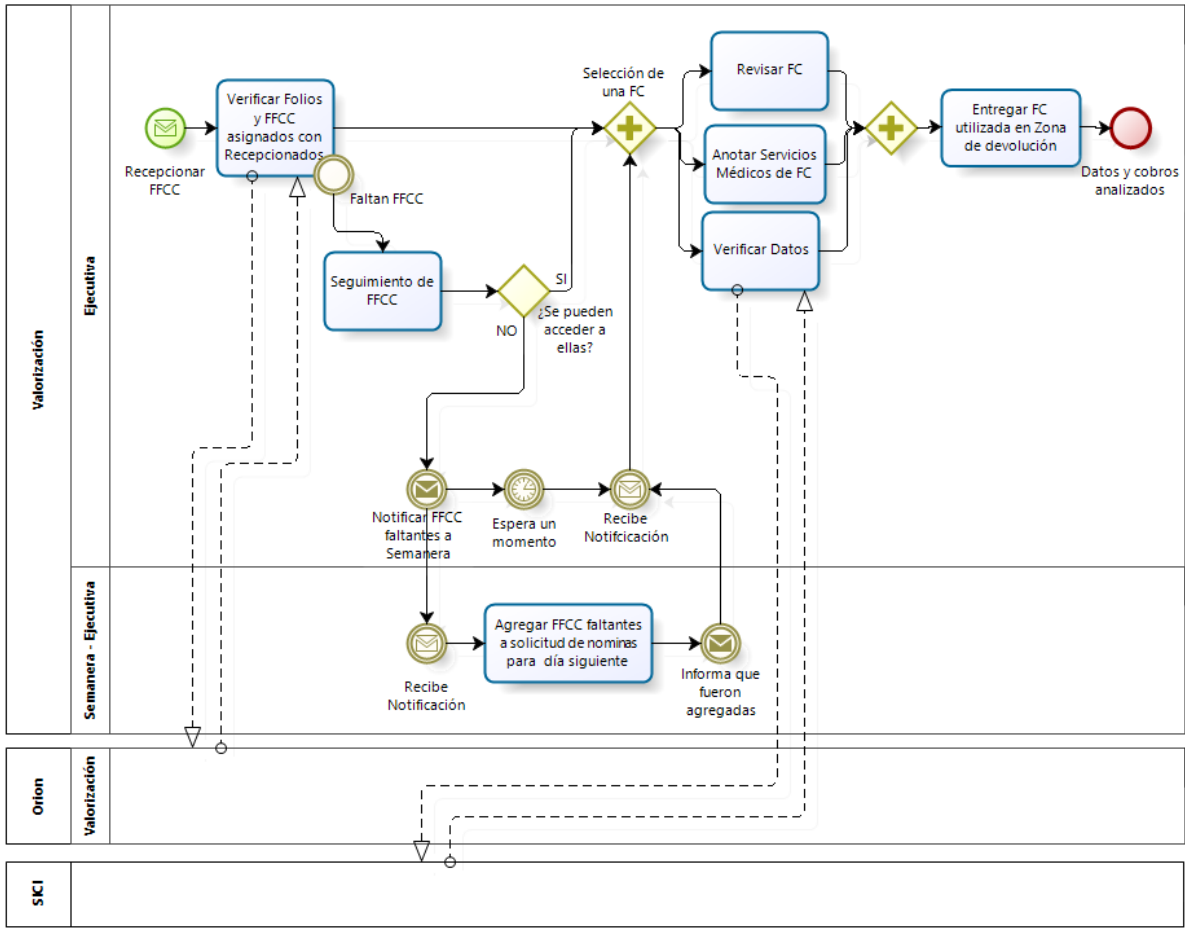 Valorización
Ejecutiva
Recepcionar
FFCC
Verificar Folios
y FFCC
asignados con
Recepcionados
Faltan FFCC
Seguimiento de
FFCC
SI
NO
¿Se pueden
acceder a
ellas?
Selección de
una FC
Revisar FC
Anotar Servicios
Médicos de FC
Verificar Datos
Entregar FC
utilizada en Zona
de devolución
Datos y cobros
analizados
Notificar FFCC
faltantes a
Semanera
Espera un
momento
Recibe
Notifcicación
Semanera - Ejecutiva
Recibe
Notificación
Agregar FFCC faltantes
a solicitud de nominas
para día siguiente
Informa que
fueron
agregadas
Orion
Valorización
SICI